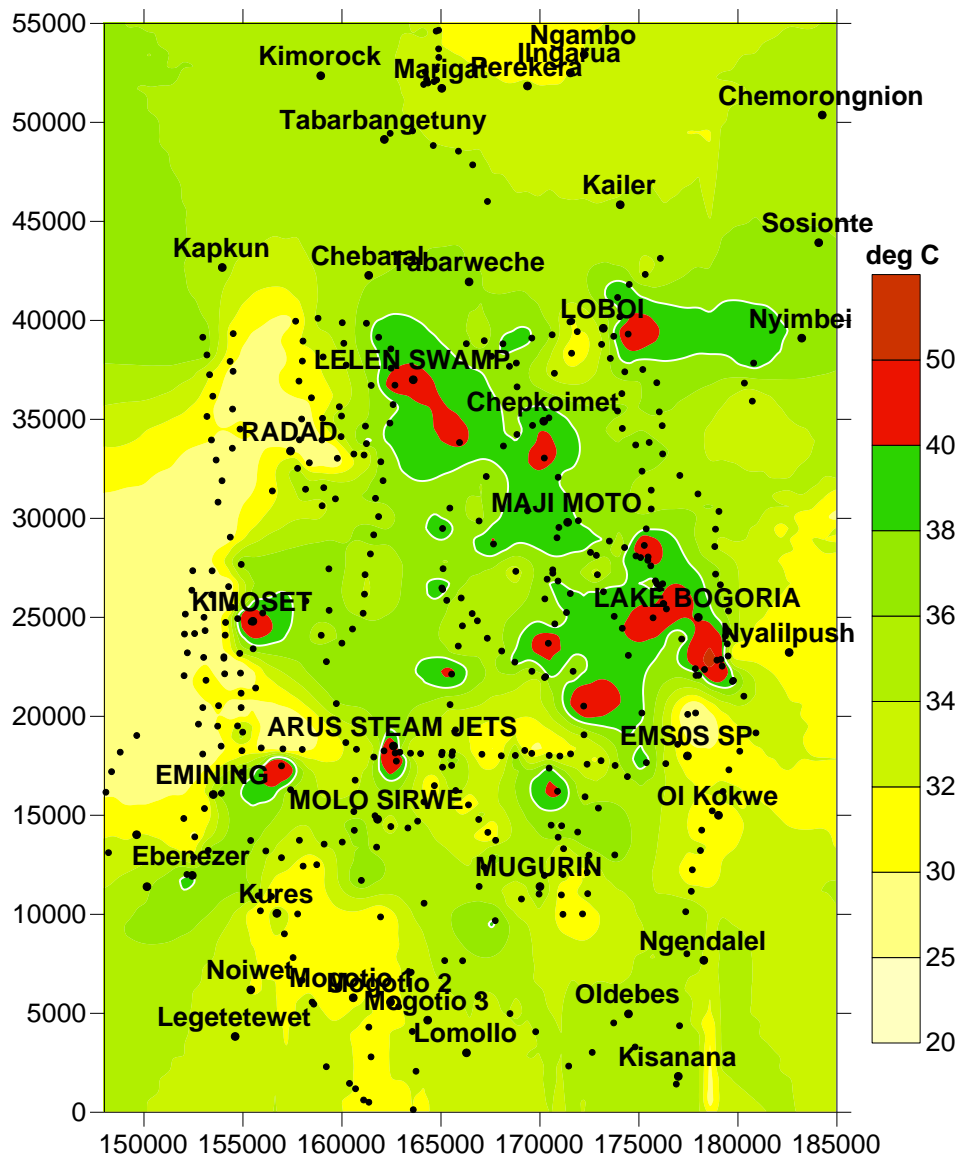 55000
Ngambo
Ilngarua
Kimorock
Marigat
Perekera
Chemorongnion
50000
Tabarbangetuny
Kailer
45000
Sosionte
Kapkun
Chebaral
Tabarweche
deg C
40000
LOBOI
Nyimbei
LELEN SWAMP
50
Chepkoimet
35000
RADAD
40
MAJI MOTO
30000
38
KIMOSET
LAKE BOGORIA
25000
Nyalilpush
36
20000
ARUS STEAM JETS
EMS0S SP
34
EMINING
MOLO SIRWE
Ol Kokwe
15000
32
Ebenezer
MUGURIN
Kures
10000
30
Ngendalel
Noiwet
Mogotio 1
Mogotio 2
25
Mogotio 3
Oldebes
Legetetewet
5000
Lomollo
Kisanana
20
0
150000 155000 160000 165000 170000 175000 180000 185000